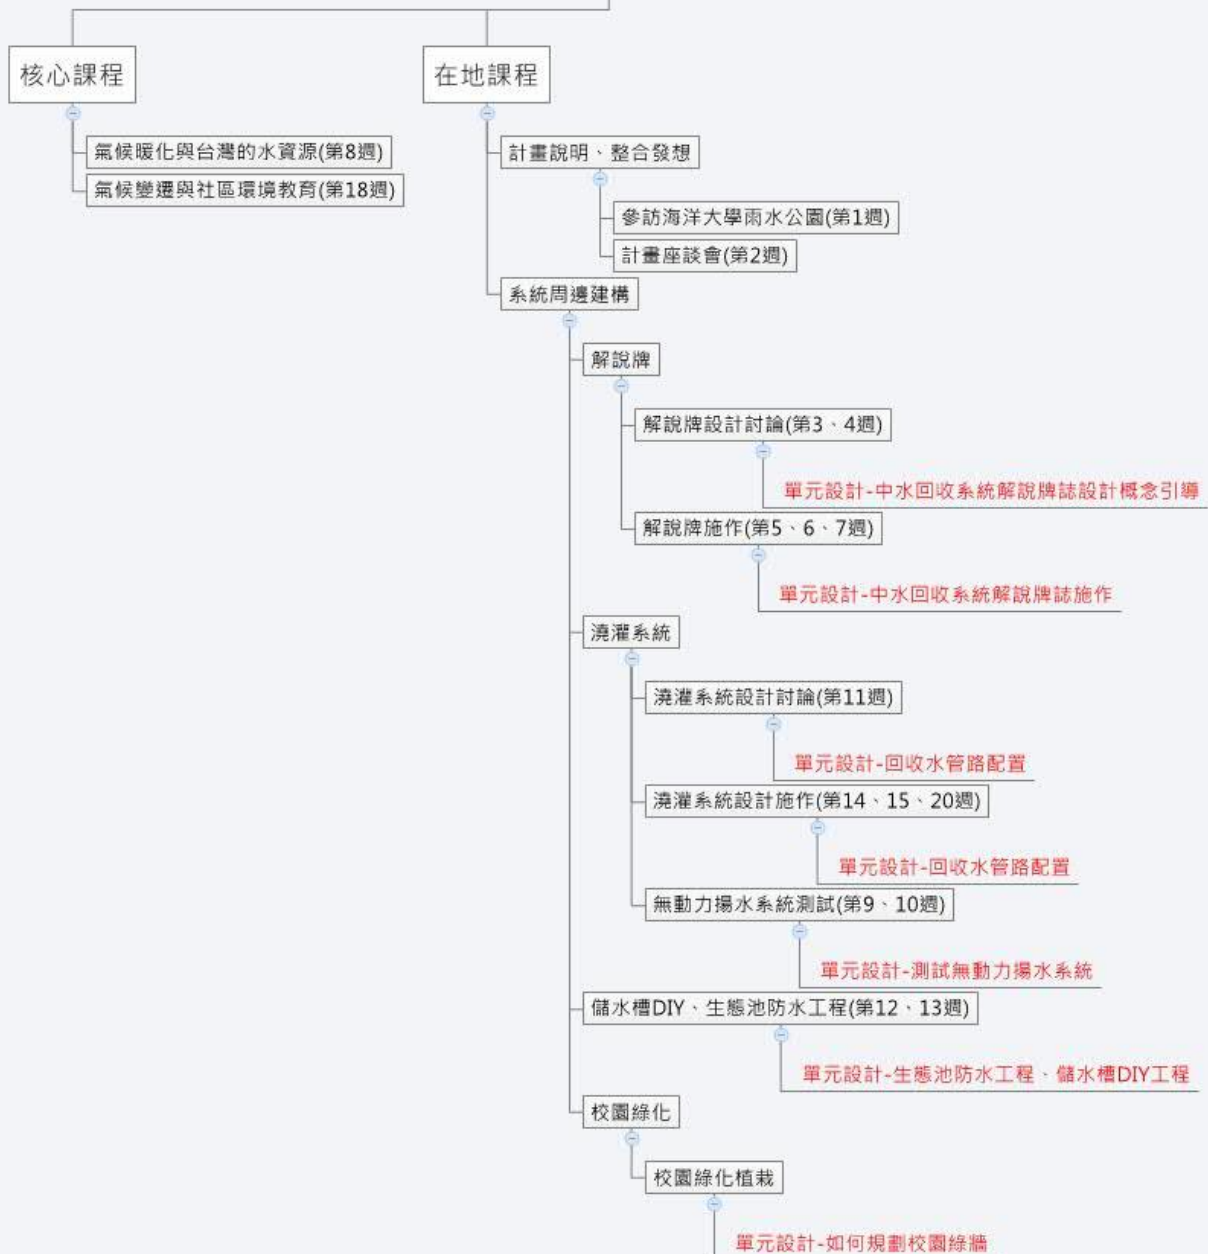 核心課程
氣候暖化與台灣的水資源(第8週)
氣候變遷與社區環境教育(第18週)
在地課程
計畫說明、整合發想
參訪海洋大學雨水公園(第1週)
計畫座談會(第2週)
系統周邊建構
解說牌
解說牌設計討論(第3、4週)
單元設計-中水回收系統解說牌誌設計概念引導
解說牌施作(第5、6、7週)
單元設計-中水回收系統解說牌誌施作
澆灌系統
澆灌系統設計討論(第11週)
單元設計-回收水管路配置
澆灌系統設計施作(第14、15、20週)
單元設計-回收水管路配置
無動力揚水系統測試(第9、10週)
單元設計-測試無動力揚水系統
儲水槽DIY、生態池防水工程(第12、13週)
單元設計-生態池防水工程、儲水槽DIY工程
校園綠化
校園綠化植栽
單元設計-如何規劃校園綠牆